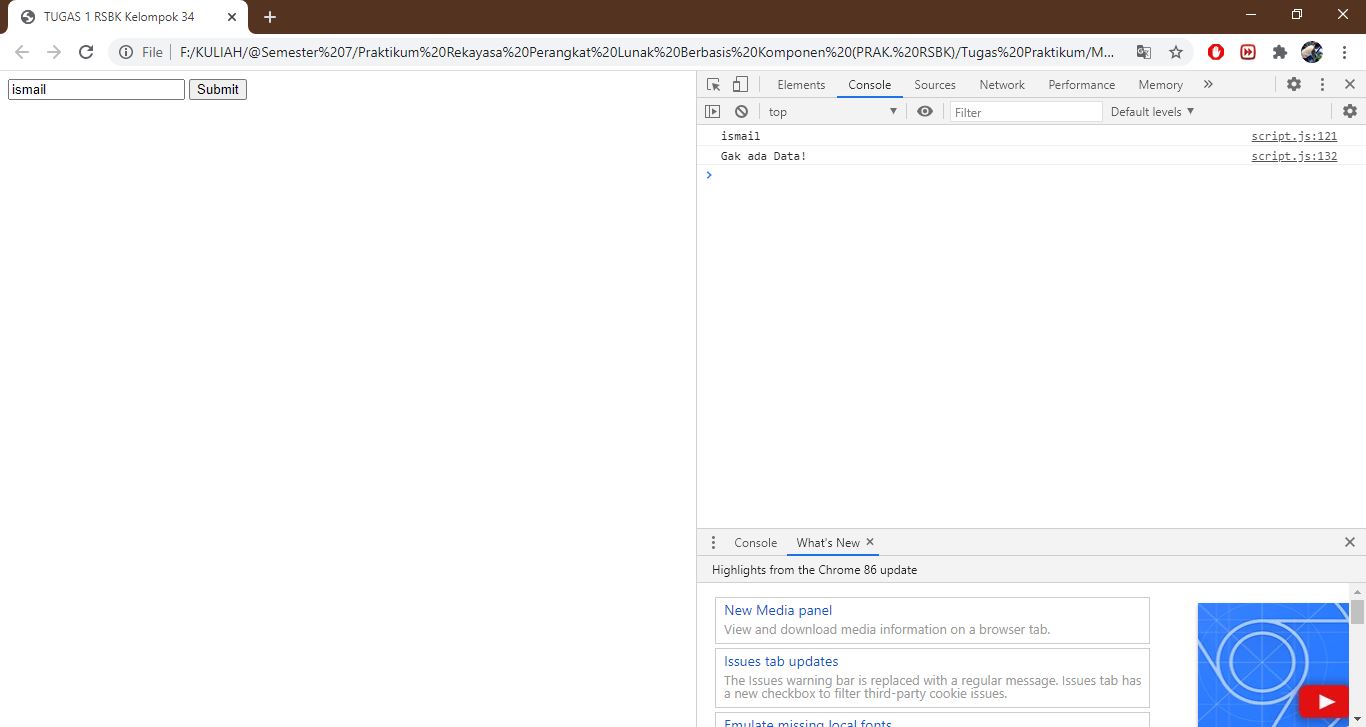 TUGAS 1 RSBK Kelompok 34
File F:/KULIAH/@Semester%207/Praktikum%20Rekayasa%20Perangkat%20Lunak%20Berbasis%20Komponen%20(PRAK.%20RSBK)/Tugas%20Praktikum/M...
ismail Submit
Elements Console Sources Network Performance Memory
top Filter Default levels
ismail script.js:121
Gak ada Data! script.js:132
Console What's New
Highlights from the Chrome 86 update
New Media panel
View and download media information on a browser tab.
Issues tab updates
The Issues warning bar is replaced with a regular message. Issues tab has
a new checkbox to filter third-party cookie issues.
Emulate missing local fonts